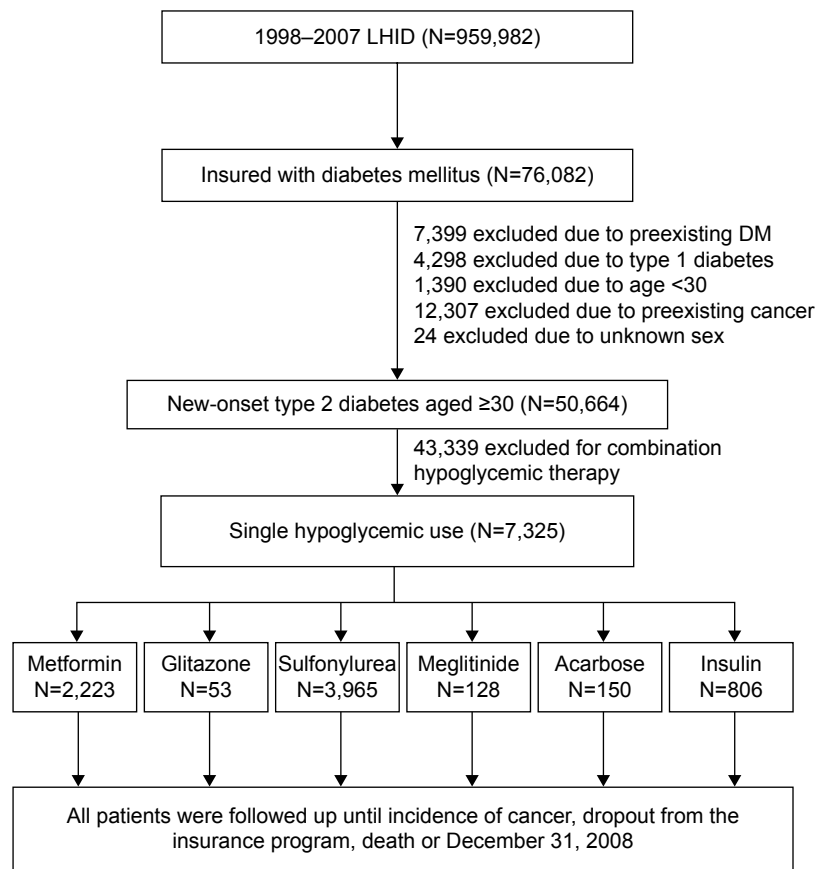 1998–2007 LHID (N=959,982)
Insured with diabetes mellitus (N=76,082)
7,399 excluded due to preexisting DM
4,298 excluded due to type 1 diabetes
1,390 excluded due to age <30
12,307 excluded due to preexisting cancer
24 excluded due to unknown sex
New-onset type 2 diabetes aged ≥30 (N=50,664)
43,339 excluded for combination
hypoglycemic therapy
Single hypoglycemic use (N=7,325)
Metformin
N=2,223
Glitazone
N=53
Sulfonylurea
N=3,965
Meglitinide
N=128
Acarbose
N=150
Insulin
N=806
All patients were followed up until incidence of cancer, dropout from the
insurance program, death or December 31, 2008